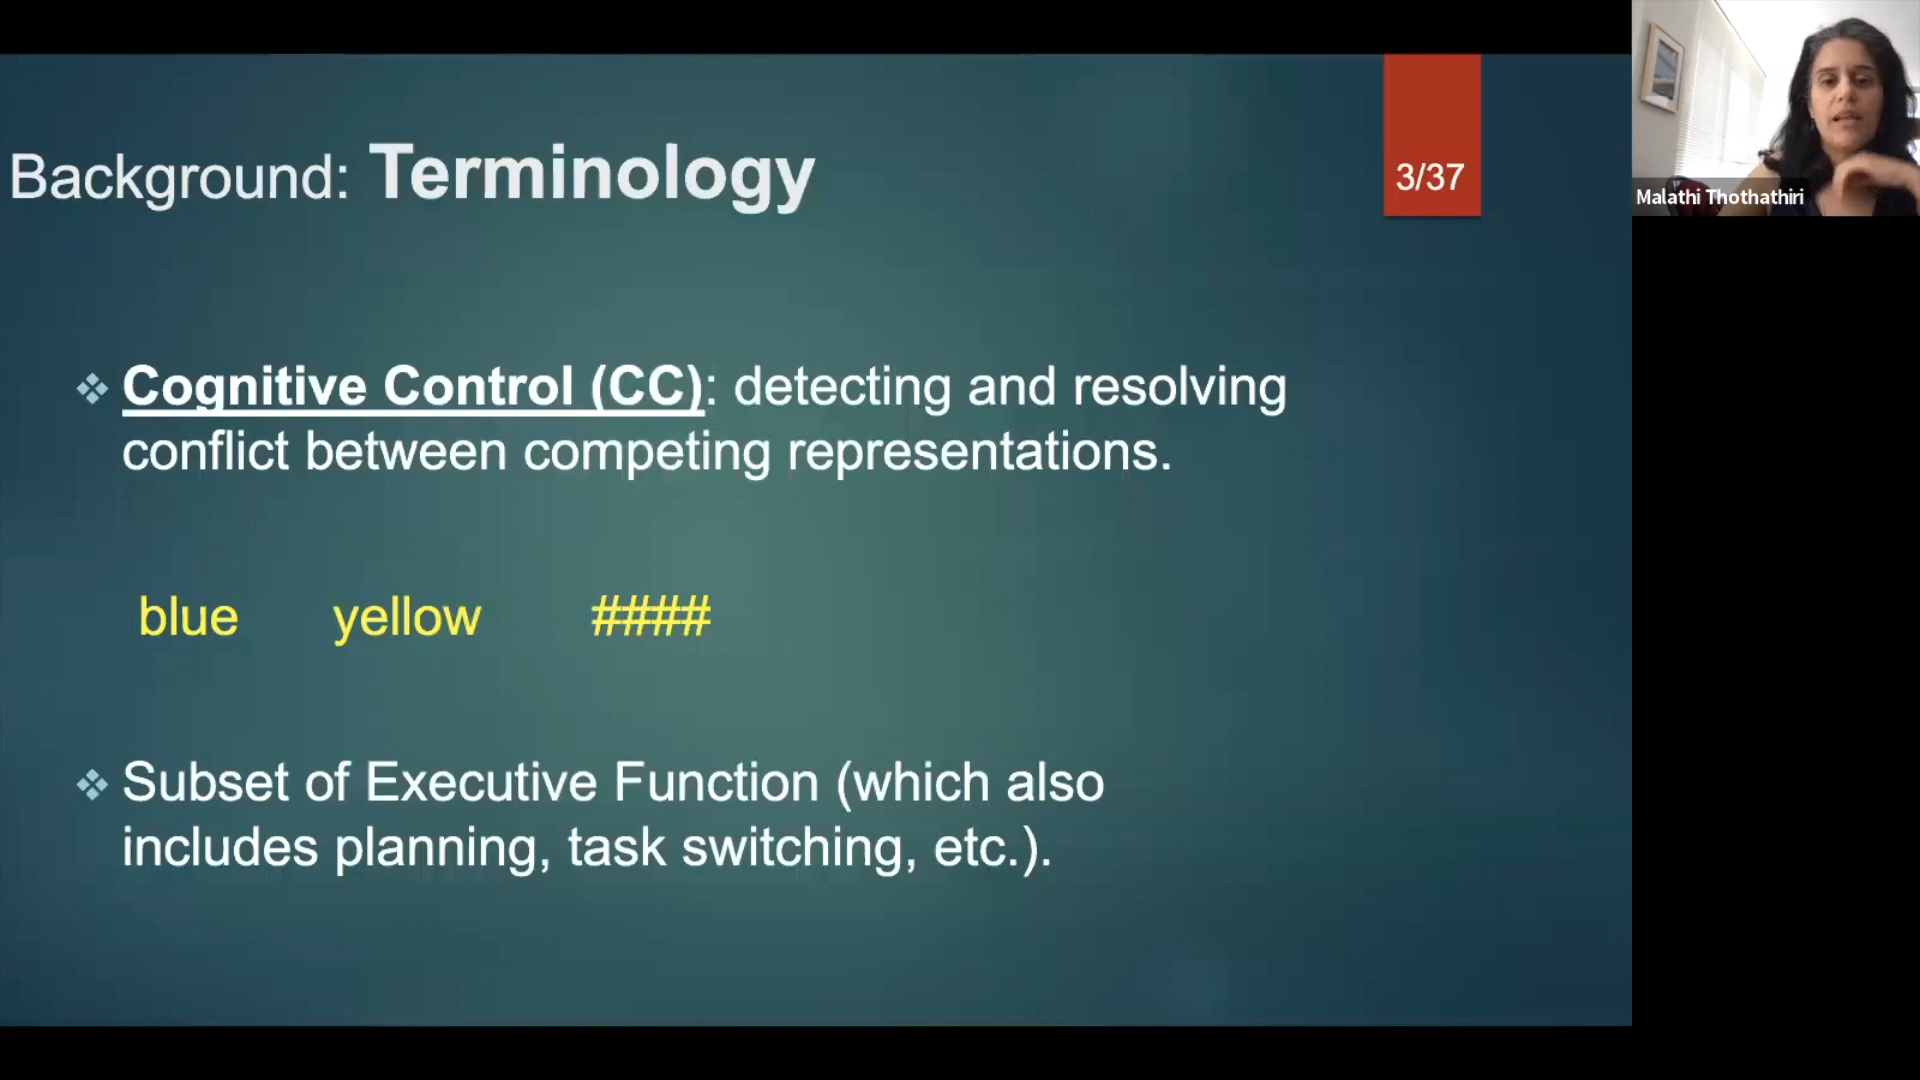 Background: Terminology
3/37
Malathi Thothathiri
Cognitive Control (CC): detecting and resolving
conflict between competing representations.
blue yellow ####
Subset of Executive Function (which also
includes planning, task switching, etc.).